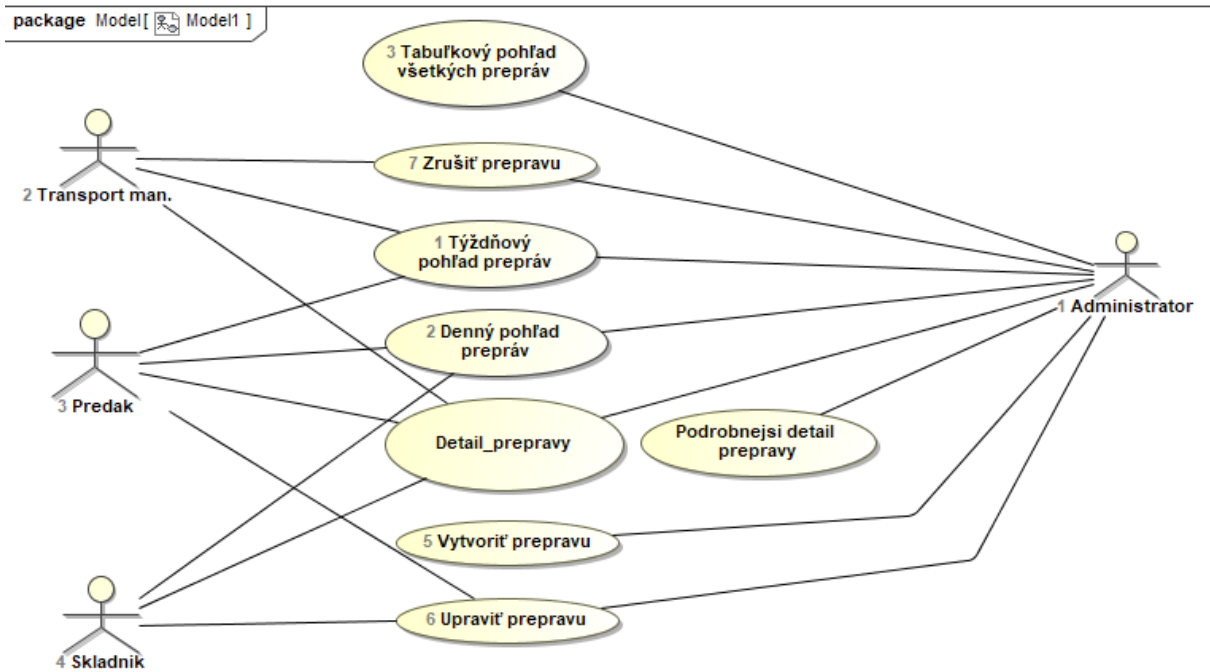 package Model[ Model1 ]
3 Tabuľkový pohľad
všetkých prepráv
7 Zrušiť prepravu
2 Transport man.
1 Týždňový
pohľad prepráv
1 Administrator
2 Denný pohľad
prepráv
3 Predak
Detail_prepravy
Podrobnejsi detail
prepravy
5 Vytvoriť prepravu
6 Upraviť prepravu
4 Skladnik